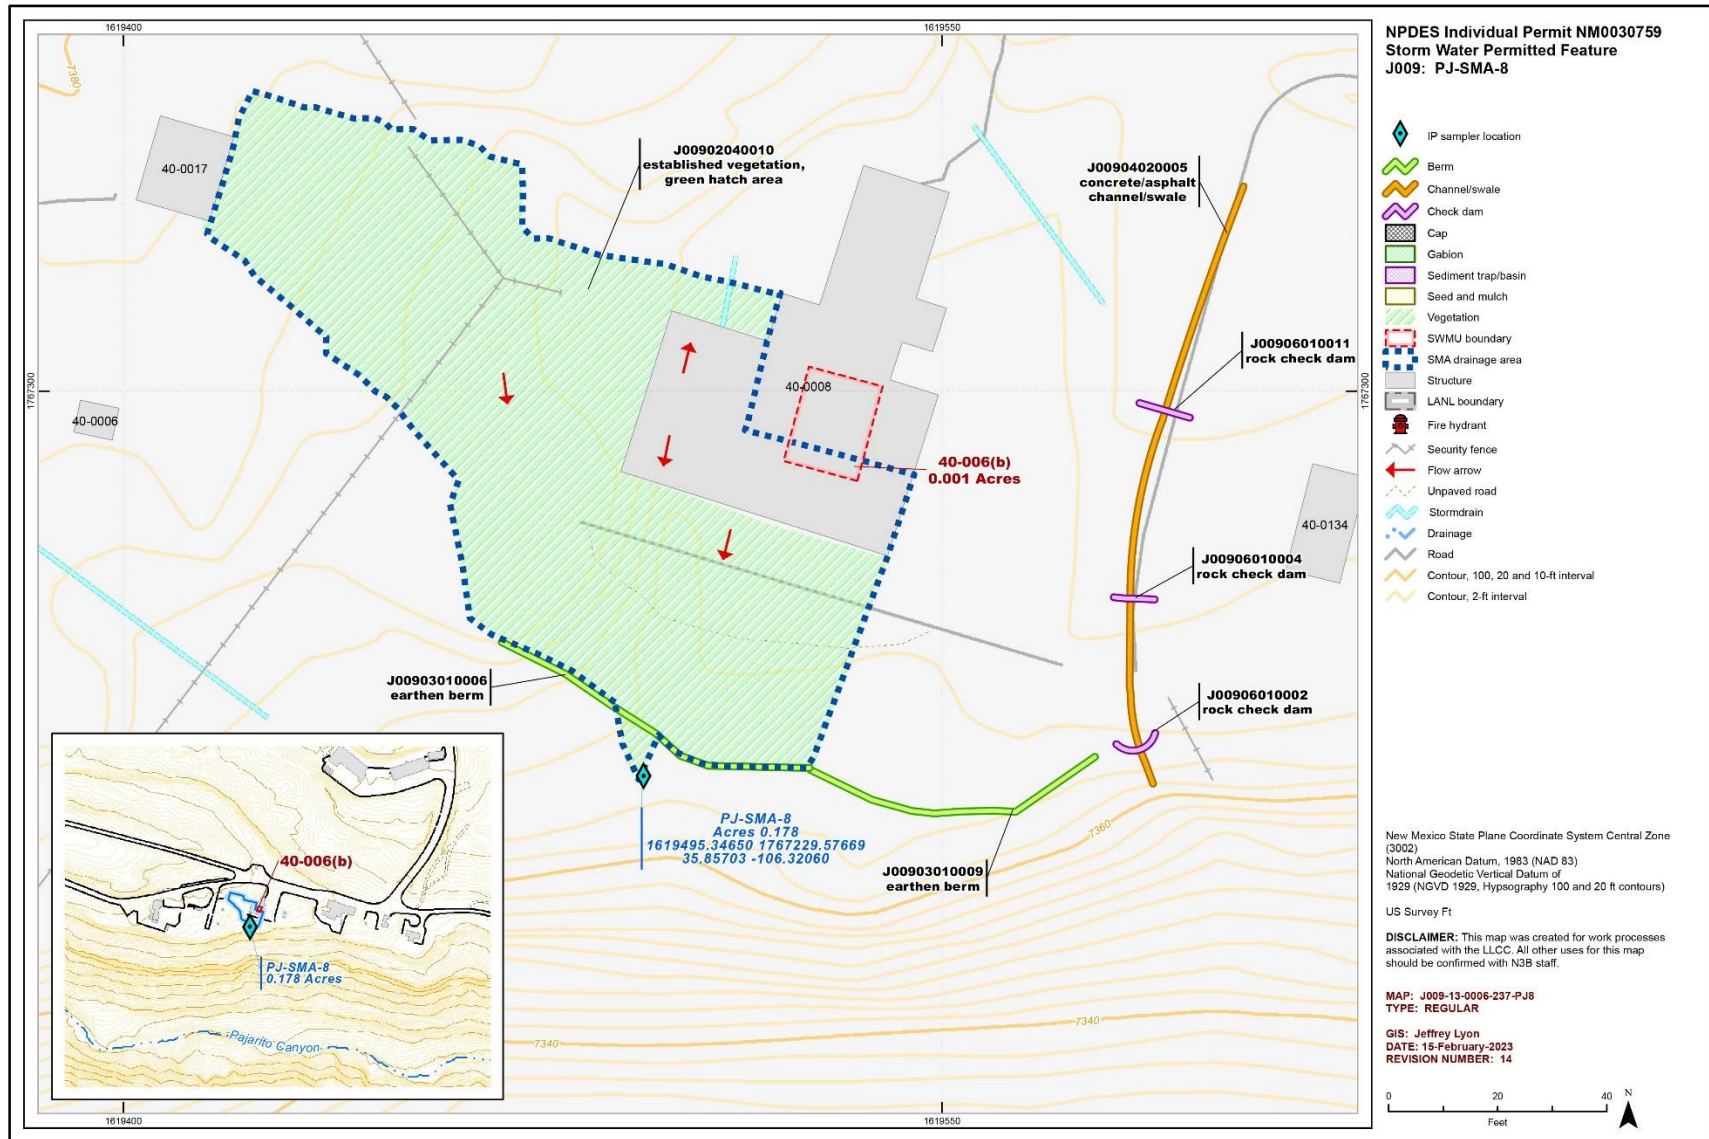 1619400
1619550
NPDES Individual Permit NM0030759
Storm Water Permitted Feature
J009: PJ-SMA-8
7380
40-0017
J00902040010
established vegetation,
green hatch area
J00904020005
concrete/asphalt
channel/swale
1767300
1767300
40-0006
40-0008
J00906010011
rock check dam
40-006(b)
0.001 Acres
40-0134
J00906010004
rock check dam
J00903010006
earthen berm
J00906010002
rock check dam
PJ-SMA-8
Acres 0.178
1619495.34650 1767229.57669
35.85703 -106.32060
J00903010009
earthen berm
7360
7340
7340
40-006(b)
PJ-SMA-8
0.178 Acres
Pajarito Canyon
1619400
1619550
IP sampler location
Berm
Channel/swale
Check dam
Cap
Gabion
Sediment trap/basin
Seed and mulch
Vegetation
SWMU boundary
SMA drainage area
Structure
LANL boundary
Fire hydrant
Security fence
Flow arrow
Unpaved road
Stormdrain
Drainage
Road
Contour, 100, 20 and 10-ft interval
Contour, 2-ft interval
New Mexico State Plane Coordinate System Central Zone
(3002)
North American Datum, 1983 (NAD 83)
National Geodetic Vertical Datum of
1929 (NGVD 1929, Hypsography 100 and 20 ft contours)
US Survey Ft
DISCLAIMER: This map was created for work processes
associated with the LLCC. All other uses for this map
should be confirmed with N3B staff.
MAP: J009-13-0006-237-PJ8
TYPE: REGULAR
GIS: Jeffrey Lyon
DATE: 15-February-2023
REVISION NUMBER: 14
0 20 40
Feet
N